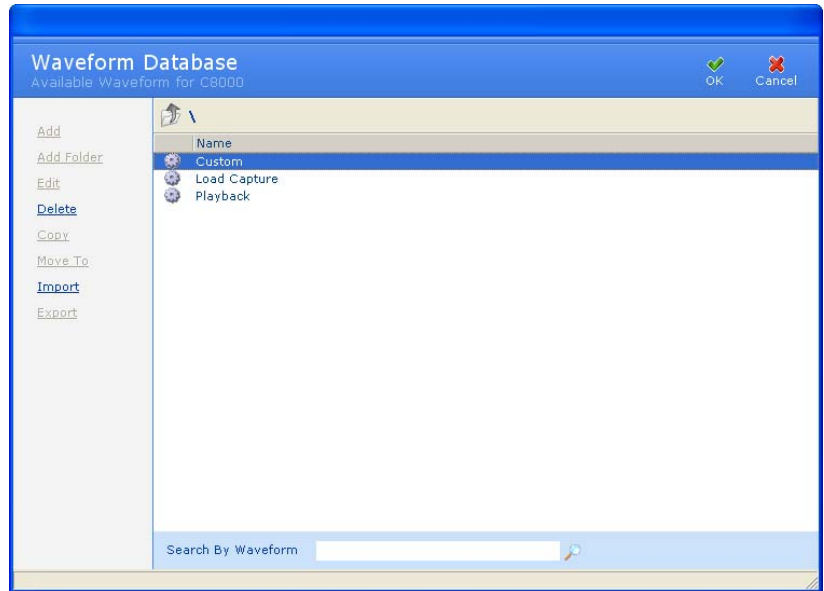 Waveform Database
Available Waveform for C8000
OK
Cancel
Add
Add Folder
Edit
Delete
Copy
Move To
Import
Export
\
Name
Custom
Load Capture
Playback
Search By Waveform